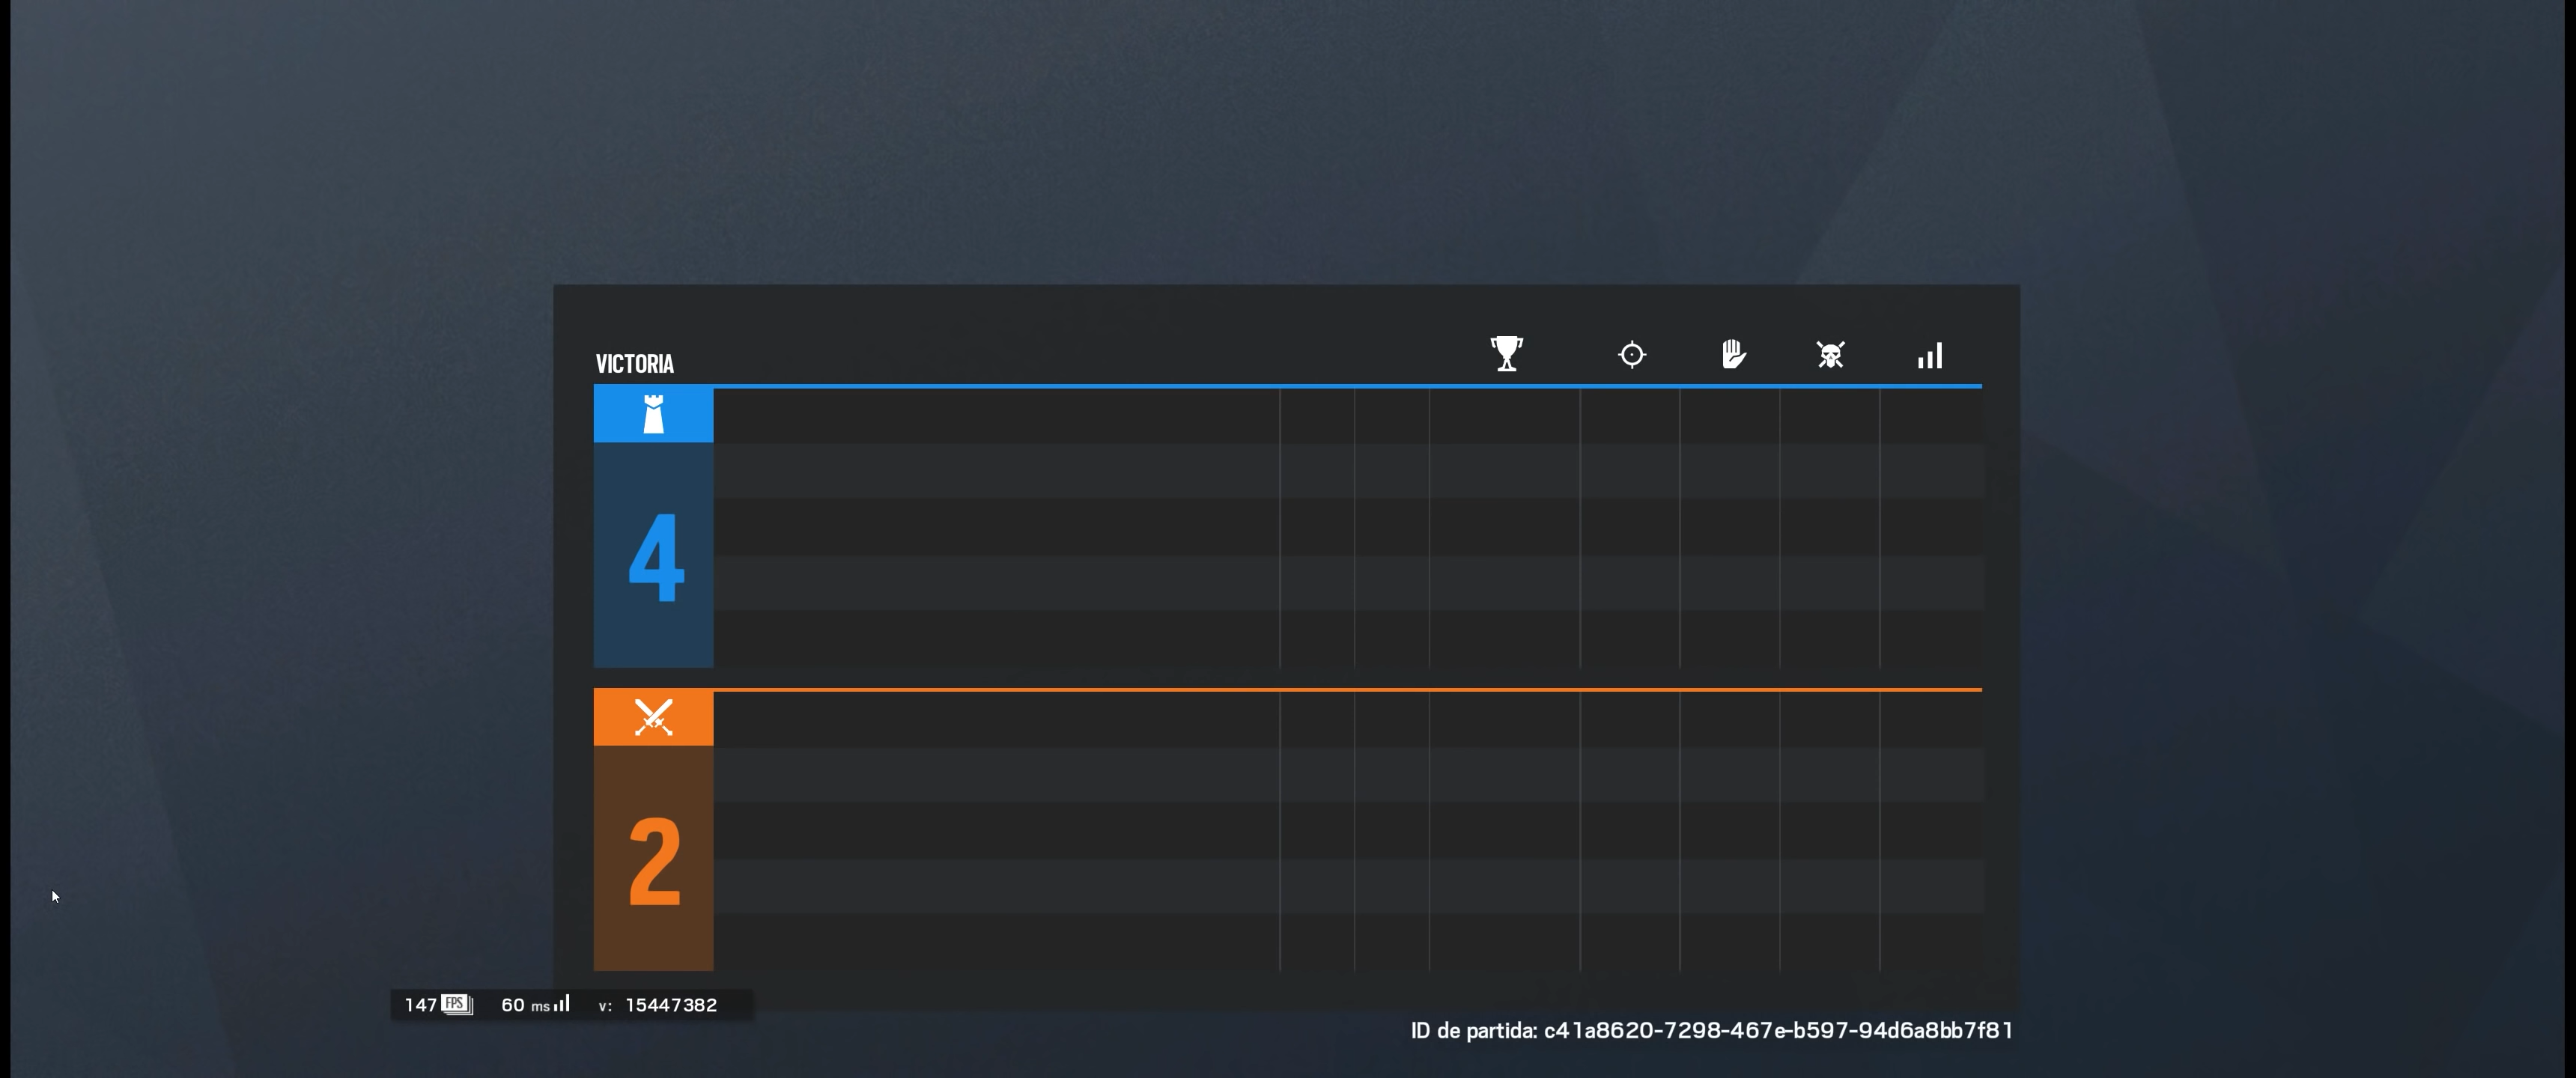 VICTORIA
4
2
147 FPS 60 ms v: 15447382
ID de partida: c41a8620-7298-467e-b597-94d6a8bb7f81